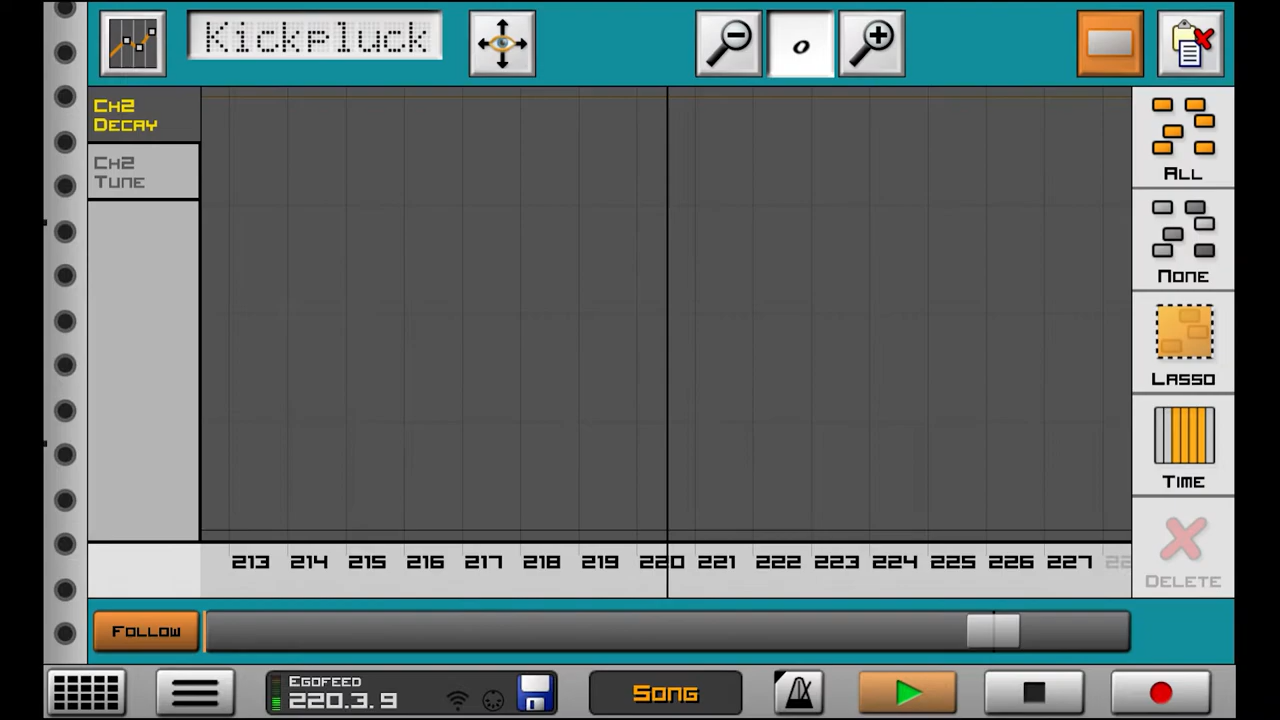 Kickpluck
o
Ch2
Decay
Ch2
Tune
All
None
Lasso
Time
Delete
213 214 215 216 217 218 219 220 221 222 223 224 225 226 227
Follow
Egofeed
220.3.9
Song